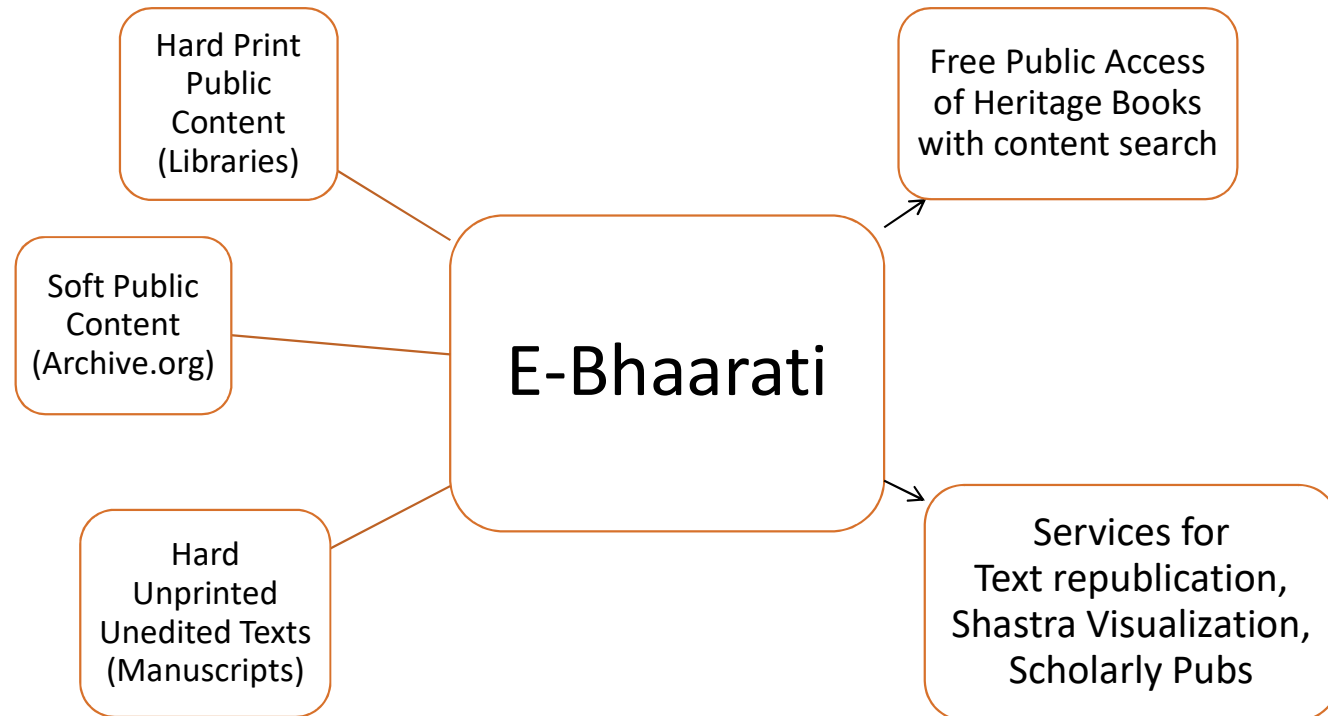 Hard Print
Public
Content
(Libraries)
Soft Public
Content
(Archive.org)
Hard
Unprinted
Unedited Texts
(Manuscripts)
E-Bhaarati
Free Public Access
of Heritage Books
with content search
Services for
Text republication,
Shastra Visualization,
Scholarly Pubs